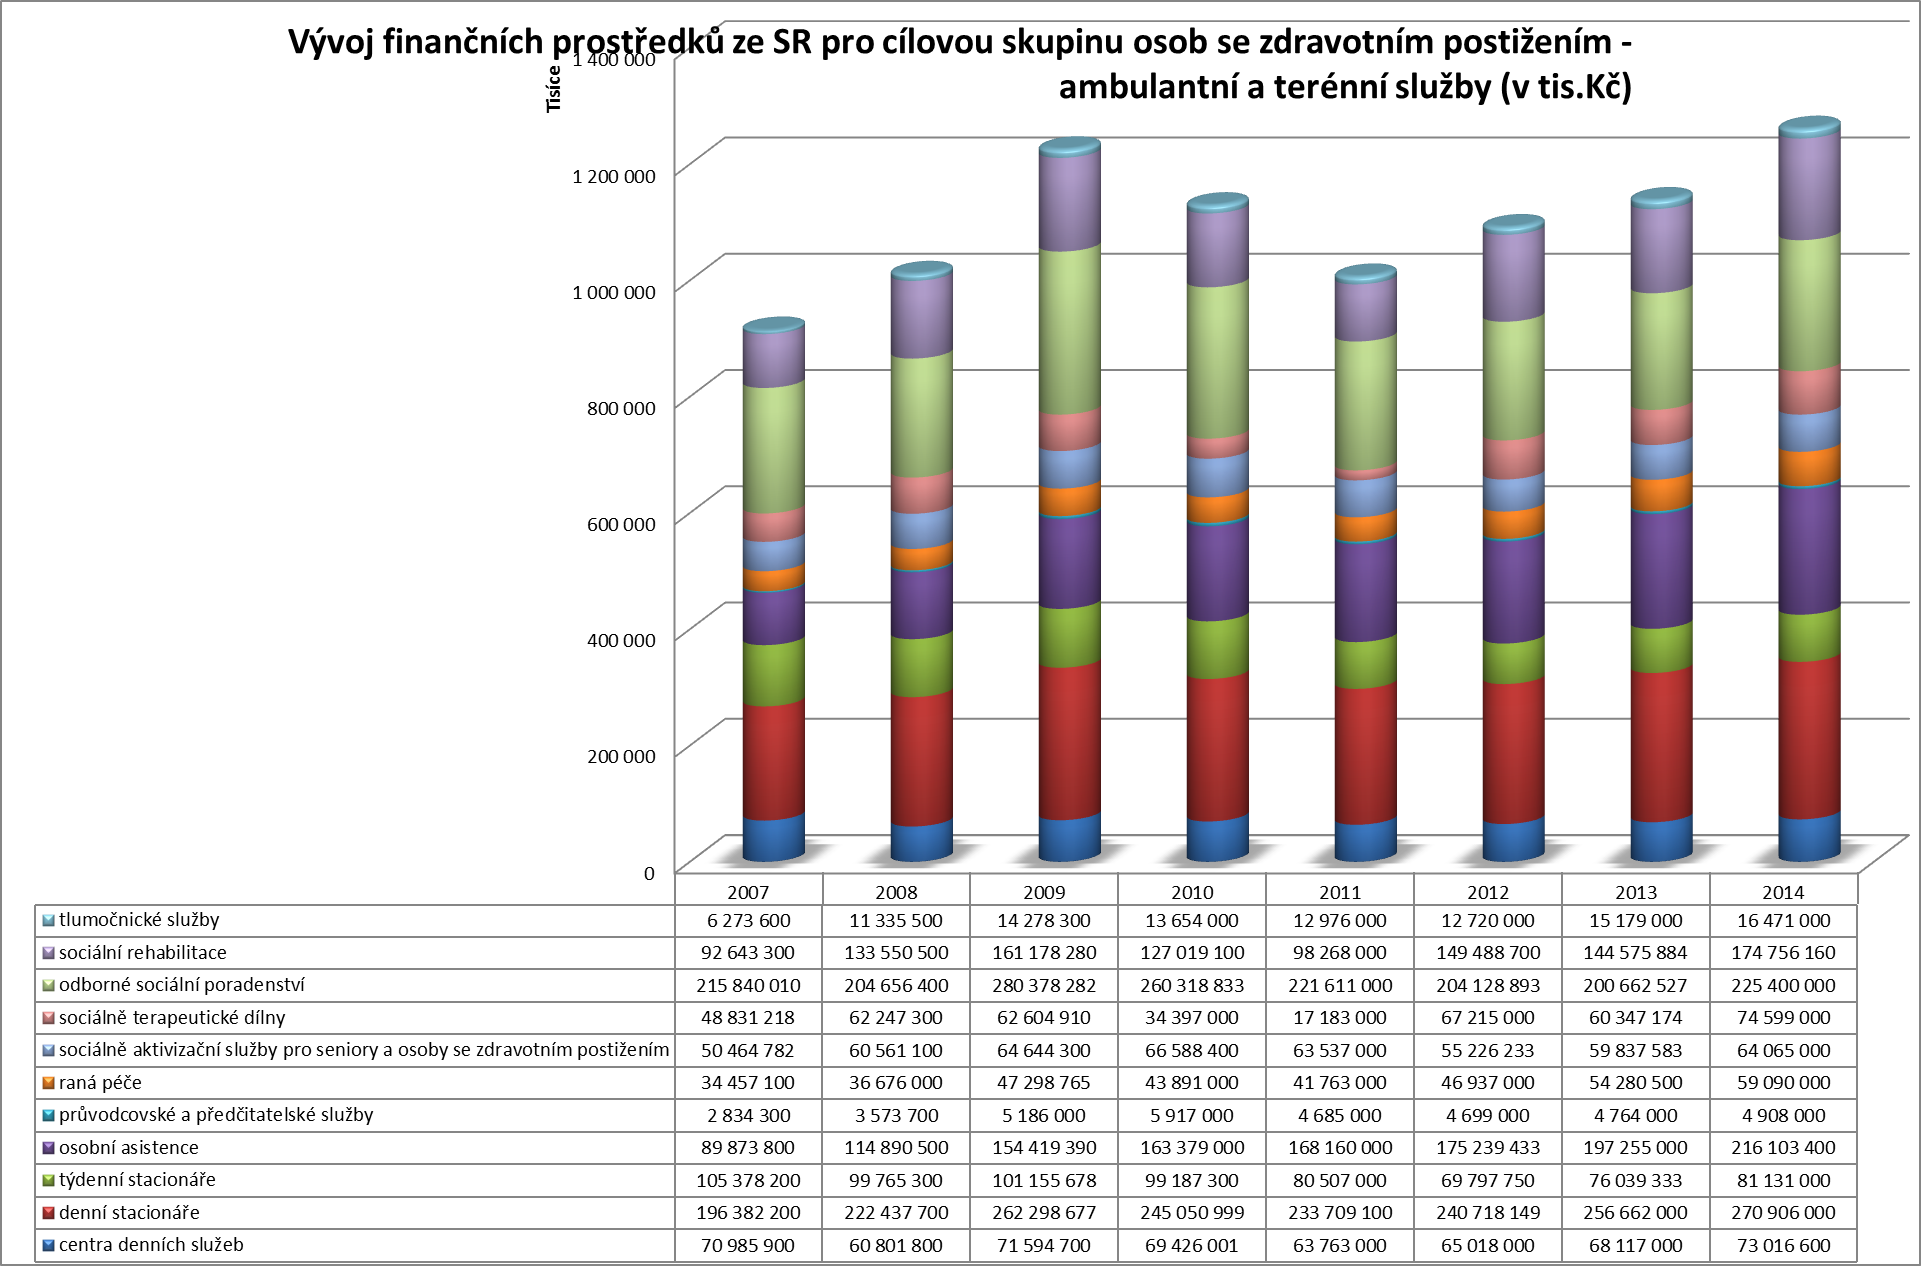 Vývoj finančních prostředků ze SR pro cílovou skupinu osob se zdravotním postižením -
ambulantní a terénní služby (v tis.Kč)
Tisíce
1 400 000
1 200 000
1 000 000
800 000
600 000
400 000
200 000
0
2007 2008 2009 2010 2011 2012 2013 2014
tlumočnické služby 6 273 600 11 335 500 14 278 300 13 654 000 12 976 000 12 720 000 15 179 000 16 471 000
sociální rehabilitace 92 643 300 133 550 500 161 178 280 127 019 100 98 268 000 149 488 700 144 575 884 174 756 160
odborné sociální poradenství 215 840 010 204 656 400 280 378 282 260 318 833 221 611 000 204 128 893 200 662 527 225 400 000
sociálně terapeutické dílny 48 831 218 62 247 300 62 604 910 34 397 000 17 183 000 67 215 000 60 347 174 74 599 000
sociálně aktivizační služby pro seniory a osoby se zdravotním postižením 50 464 782 60 561 100 64 644 300 66 588 400 63 537 000 55 226 233 59 837 583 64 065 000
raná péče 34 457 100 36 676 000 47 298 765 43 891 000 41 763 000 46 937 000 54 280 500 59 090 000
průvodcovské a předčitatelské služby 2 834 300 3 573 700 5 186 000 5 917 000 4 685 000 4 699 000 4 764 000 4 908 000
osobní asistence 89 873 800 114 890 500 154 419 390 163 379 000 168 160 000 175 239 433 197 255 000 216 103 400
týdenní stacionáře 105 378 200 99 765 300 101 155 678 99 187 300 80 507 000 69 797 750 76 039 333 81 131 000
denní stacionáře 196 382 200 222 437 700 262 298 677 245 050 999 233 709 100 240 718 149 256 662 000 270 906 000
centra denních služeb 70 985 900 60 801 800 71 594 700 69 426 001 63 763 000 65 018 000 68 117 000 73 016 600